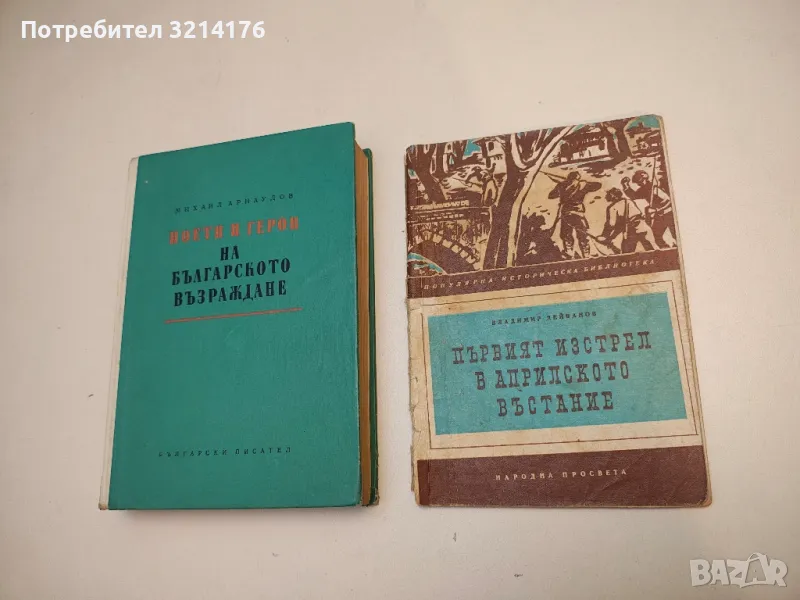 Потребител 3214176
МИХАИЛ АРНАУДОВ
ПОЕТИ И ГЕРОИ
НА
БЪЛГАРСКОТО
ВЪЗРАЖДАНЕ
БЪЛГАРСКИ ПИСАТЕЛ
ПОПУЛЯРНА ИСТОРИЧЕСКА БИБЛИОТЕКА
ВЛАДИМИР
ПЪРВИЯТ ИЗСТРЕЛ
В АПРИЛСКОТО
ВЪСТАНИЕ
НАРОДНА ПРОСВЕТА
BAZAR